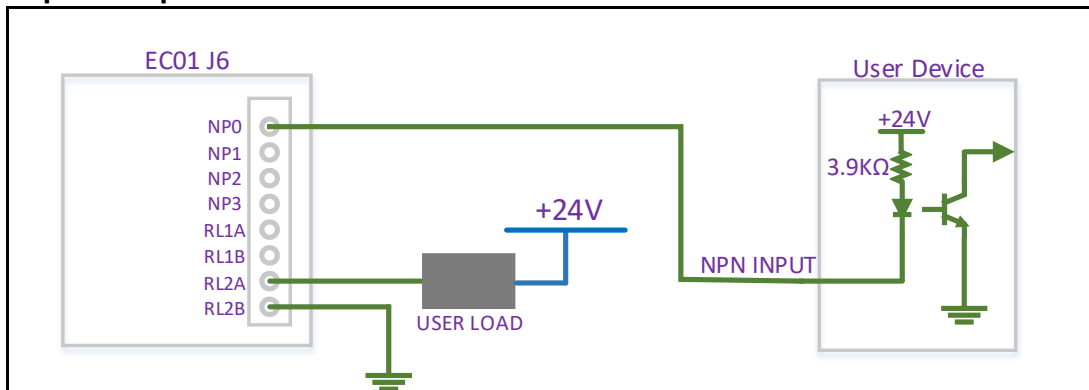 EC01 J6
NP0
NP1
NP2
NP3
RL1A
RL1B
RL2A
RL2B
+24V
USER LOAD
NPN INPUT
User Device
+24V
3.9KΩ